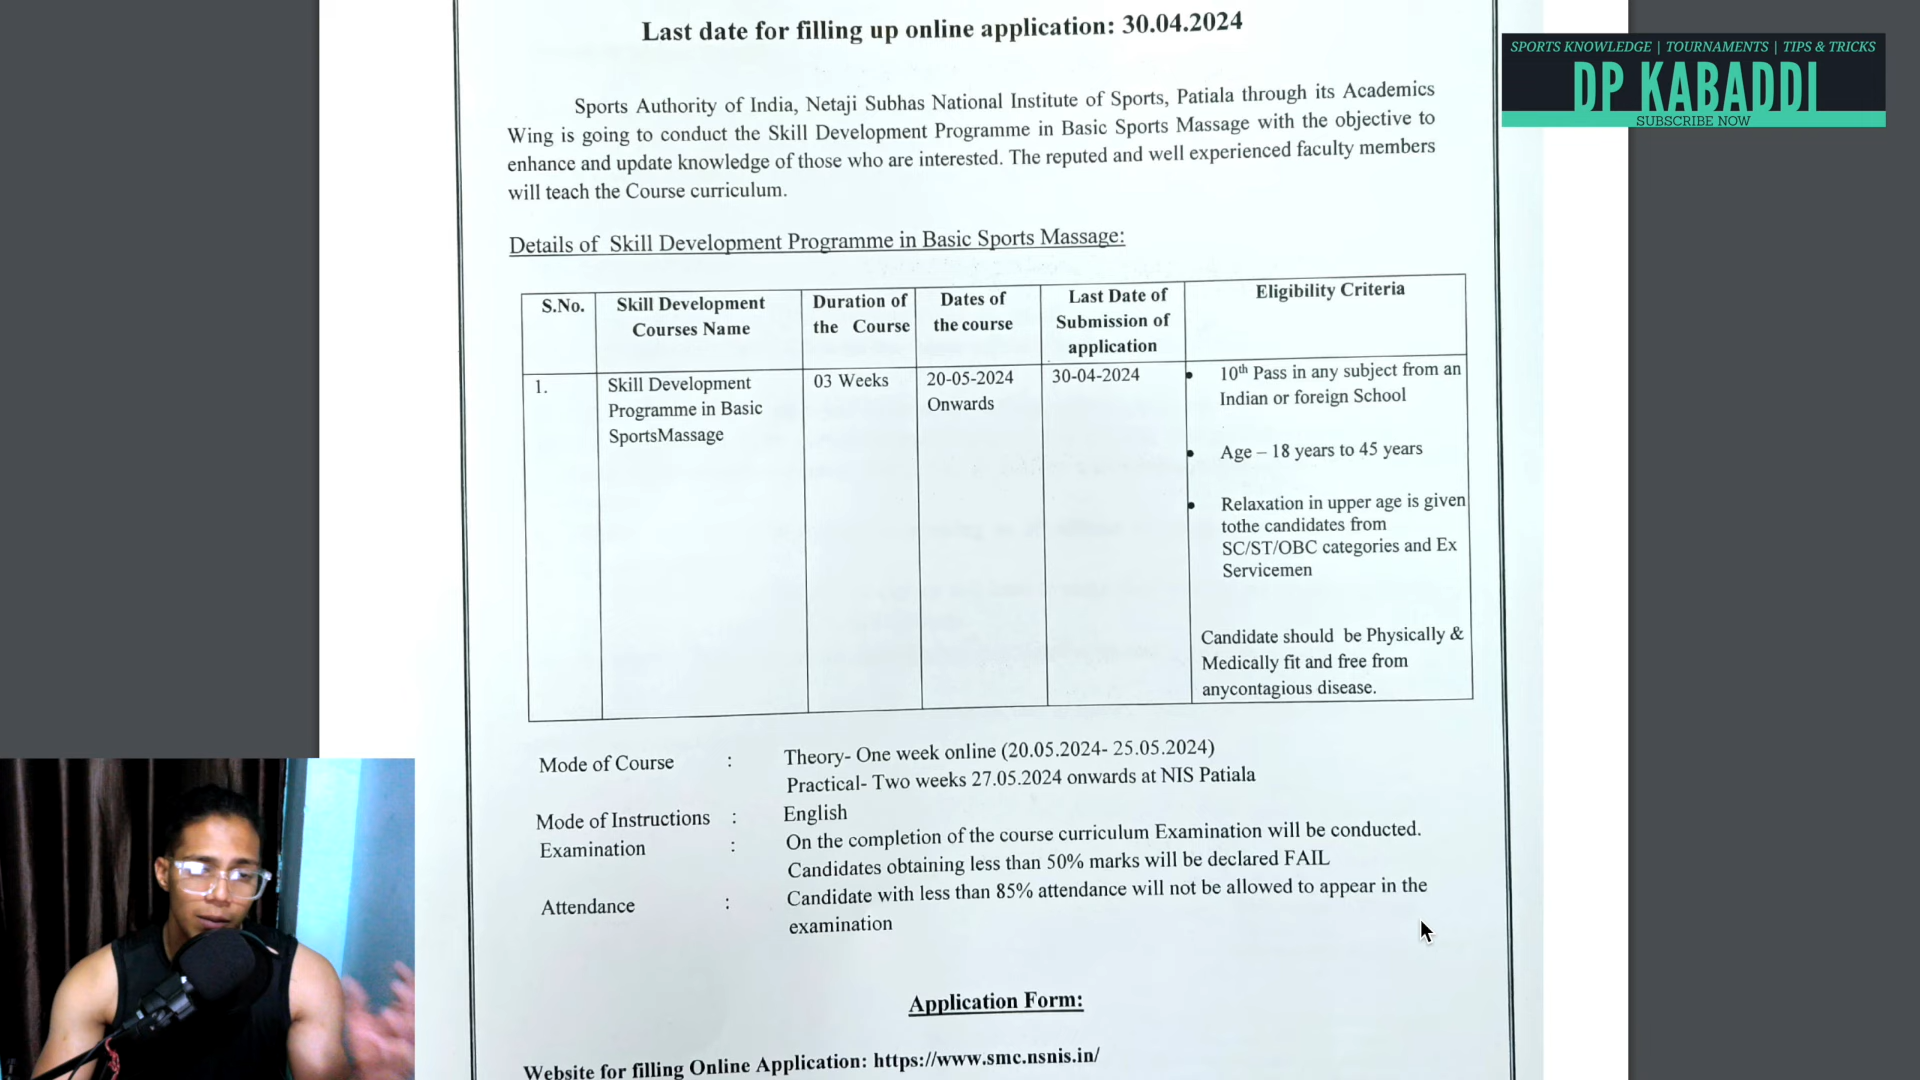 Last date for filling up online application: 30.04.2024
SPORTS KNOWLEDGE | TOURNAMENTS | TIPS & TRICKS
DP KABADDI
SUBSCRIBE NOW
Sports Authority of India, Netaji Subhas National Institute of Sports, Patiala through its Academics
Wing is going to conduct the Skill Development Programme in Basic Sports Massage with the objective to
enhance and update knowledge of those who are interested. The reputed and well experienced faculty members
will teach the Course curriculum.
Details of Skill Development Programme in Basic Sports Massage:
S.No.
Skill Development
Courses Name
Duration of
the Course
Dates of
the course
Last Date of
Submission of
application
Eligibility Criteria
1.
Skill Development
Programme in Basic
SportsMassage
03 Weeks
20-05-2024
Onwards
30-04-2024
• 10th Pass in any subject from an
Indian or foreign School
• Age – 18 years to 45 years
• Relaxation in upper age is given
tothe candidates from
SC/ST/OBC categories and Ex
Servicemen
Candidate should be Physically &
Medically fit and free from
anycontagious disease.
Mode of Course : Theory- One week online (20.05.2024- 25.05.2024)
Practical- Two weeks 27.05.2024 onwards at NIS Patiala
Mode of Instructions : English
Examination : On the completion of the course curriculum Examination will be conducted.
Candidates obtaining less than 50% marks will be declared FAIL
Attendance : Candidate with less than 85% attendance will not be allowed to appear in the
examination
Application Form:
Website for filling Online Application: https://www.smc.nsnis.in/